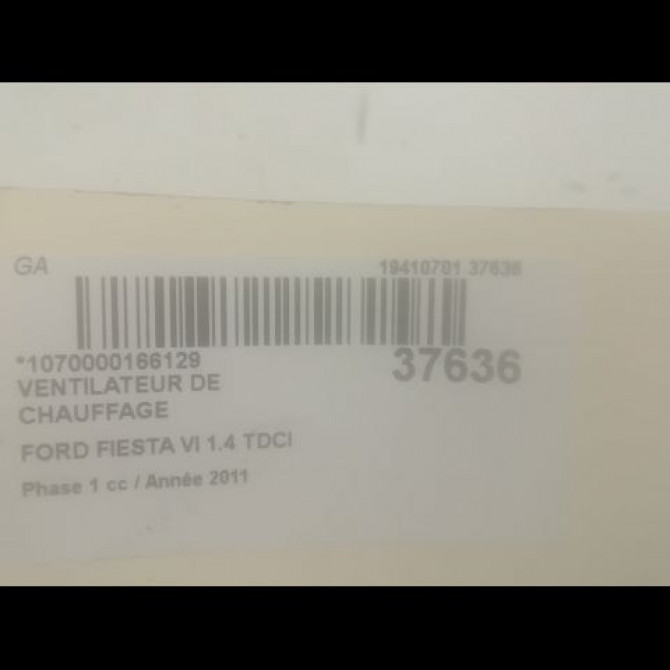 GA 19410701 37636
*1070000166129 37636
VENTILATEUR DE
CHAUFFAGE
FORD FIESTA VI 1.4 TDCI
Phase 1 cc / Année 2011